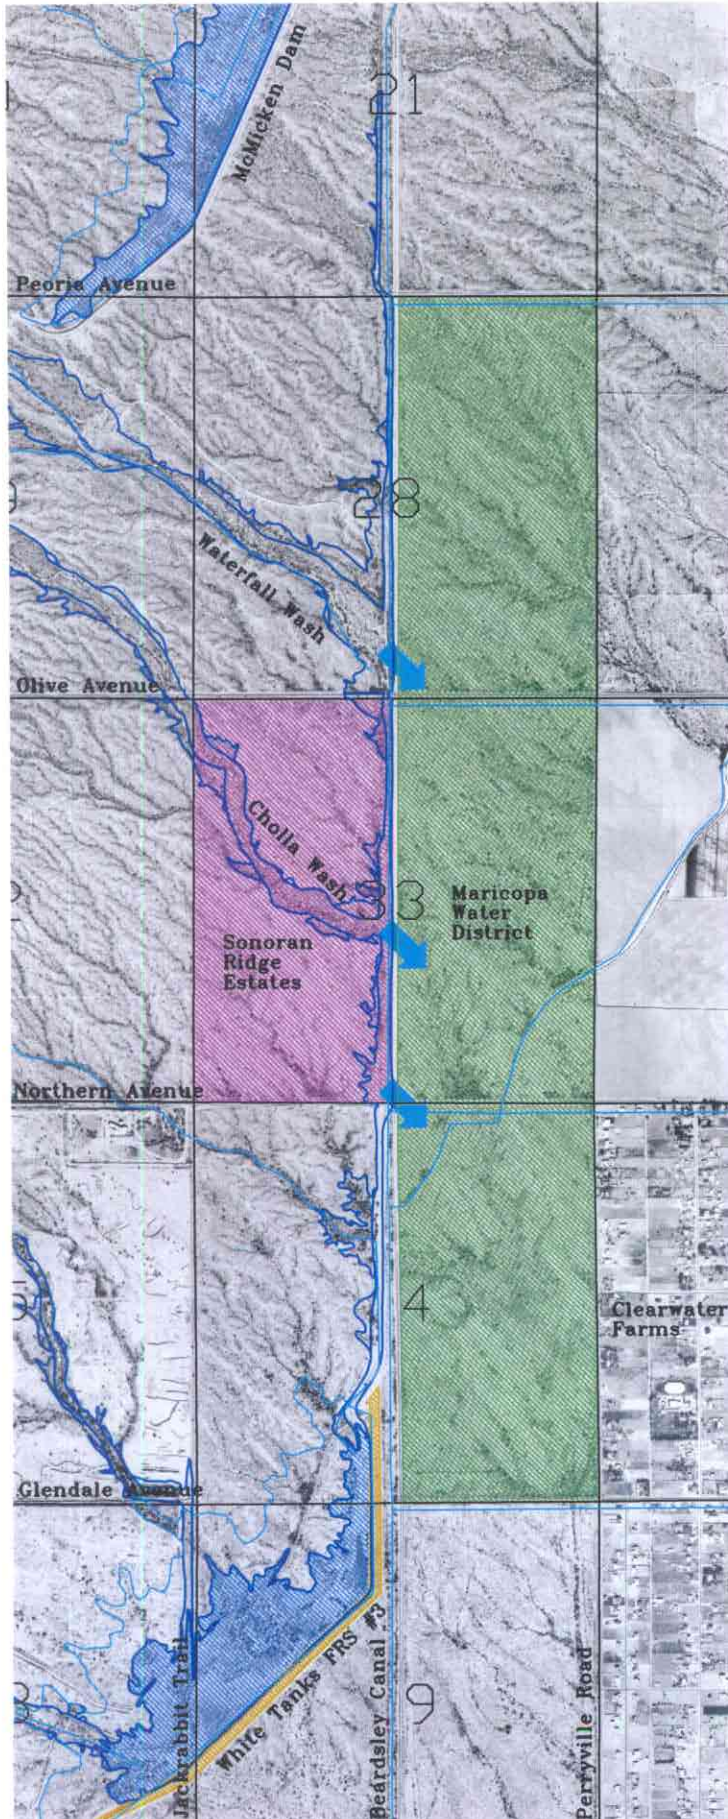 McMicken Dam
21
Peoria Avenue
28
Waterfall Wash
Olive Avenue
Cholla Wash
33
Maricopa
Water
District
Sonoran
Ridge
Estates
Northern Avenue
4
Clearwater
Farms
Glendale Avenue
White Tanks FRS #3
Jackrabbit Trail
Beardsley Canal
9
Perryville Road